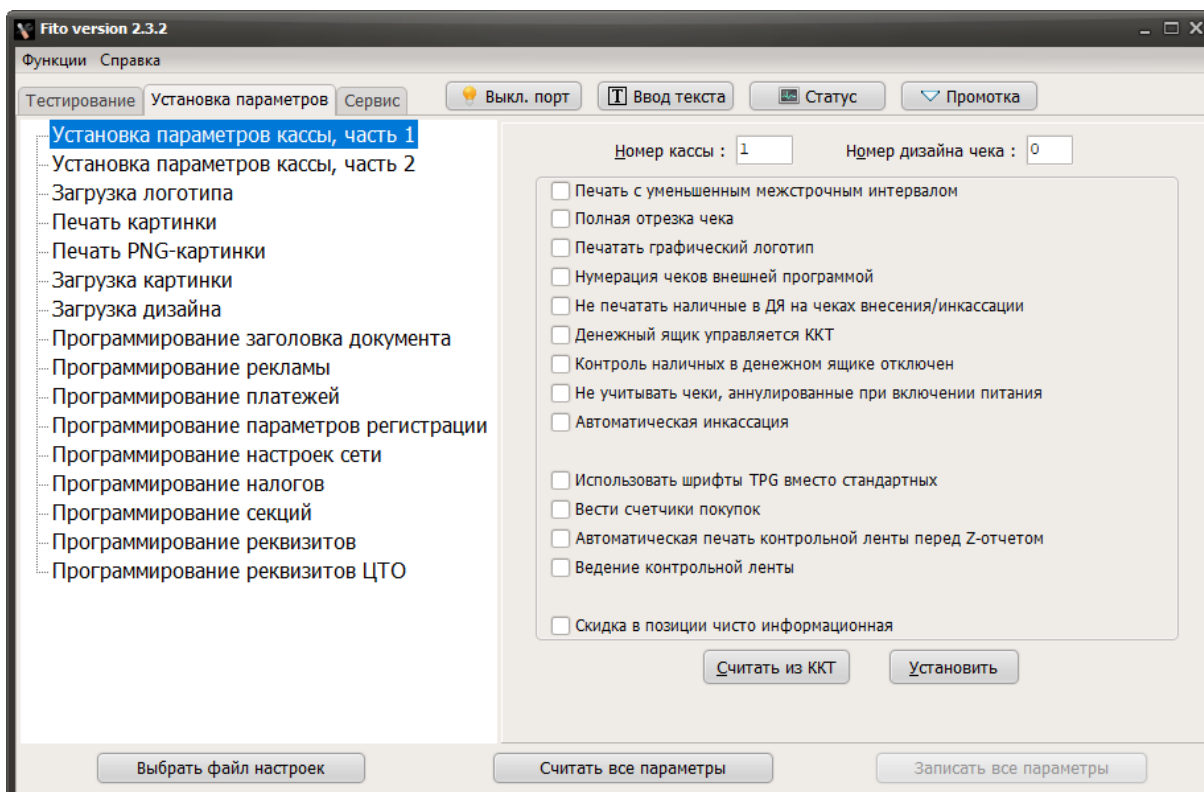 Fito version 2.3.2
Функции Справка
Тестирование Установка параметров Сервис Выкл. порт T Ввод текста Статус Промотка
Установка параметров кассы, часть 1
Установка параметров кассы, часть 2
Загрузка логотипа
Печать картинки
Печать PNG-картинки
Загрузка картинки
Загрузка дизайна
Программирование заголовка документа
Программирование рекламы
Программирование платежей
Программирование параметров регистрации
Программирование настроек сети
Программирование налогов
Программирование секций
Программирование реквизитов
Программирование реквизитов ЦТО
Номер кассы : 1 Номер дизайна чека : 0
Печать с уменьшенным межстрочным интервалом
Полная отрезка чека
Печатать графический логотип
Нумерация чеков внешней программой
Не печатать наличные в ДЯ на чеках внесения/инкассации
Денежный ящик управляется ККТ
Контроль наличных в денежном ящике отключен
Не учитывать чеки, аннулированные при включении питания
Автоматическая инкассация
Использовать шрифты TPG вместо стандартных
Вести счетчики покупок
Автоматическая печать контрольной ленты перед Z-отчетом
Ведение контрольной ленты
Скидка в позиции чисто информационная
Считать из ККТ Установить
Выбрать файл настроек Считать все параметры Записать все параметры